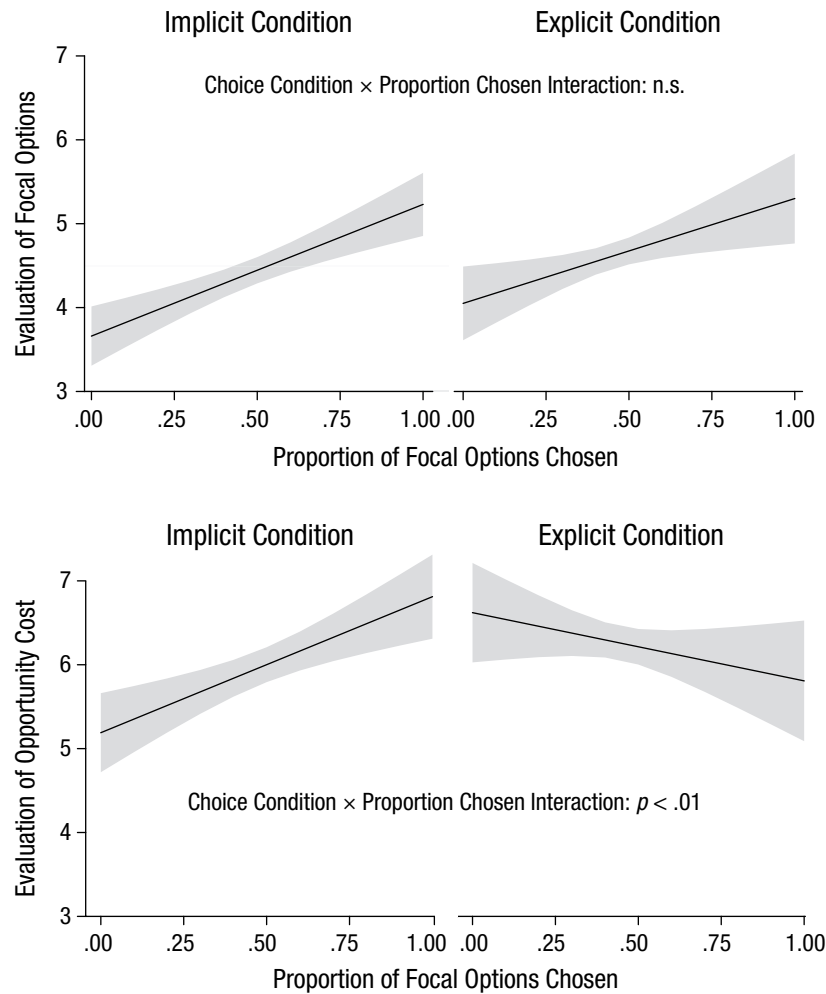 Implicit Condition Explicit Condition
Choice Condition × Proportion Chosen Interaction: n.s.
Evaluation of Focal Options
7
6
5
4
3
.00 .25 .50 .75 1.00 .00 .25 .50 .75 1.00
Proportion of Focal Options Chosen
Implicit Condition Explicit Condition
Evaluation of Opportunity Cost
7
6
5
4
3
Choice Condition × Proportion Chosen Interaction: p < .01
.00 .25 .50 .75 1.00 .00 .25 .50 .75 1.00
Proportion of Focal Options Chosen